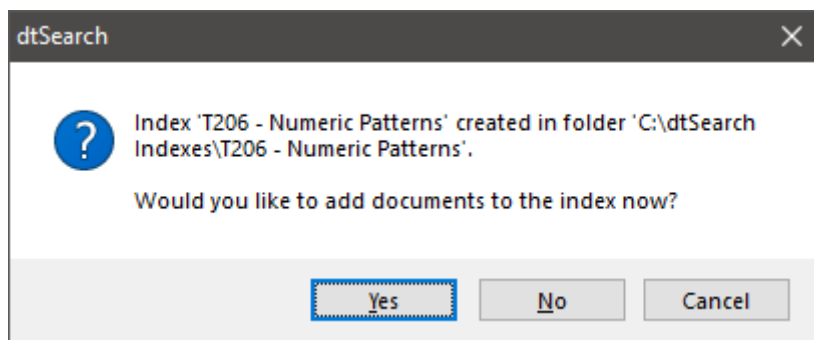 dtSearch
?
Index 'T206 - Numeric Patterns' created in folder 'C:\dtSearch
Indexes\T206 - Numeric Patterns'.
Would you like to add documents to the index now?
Yes No Cancel